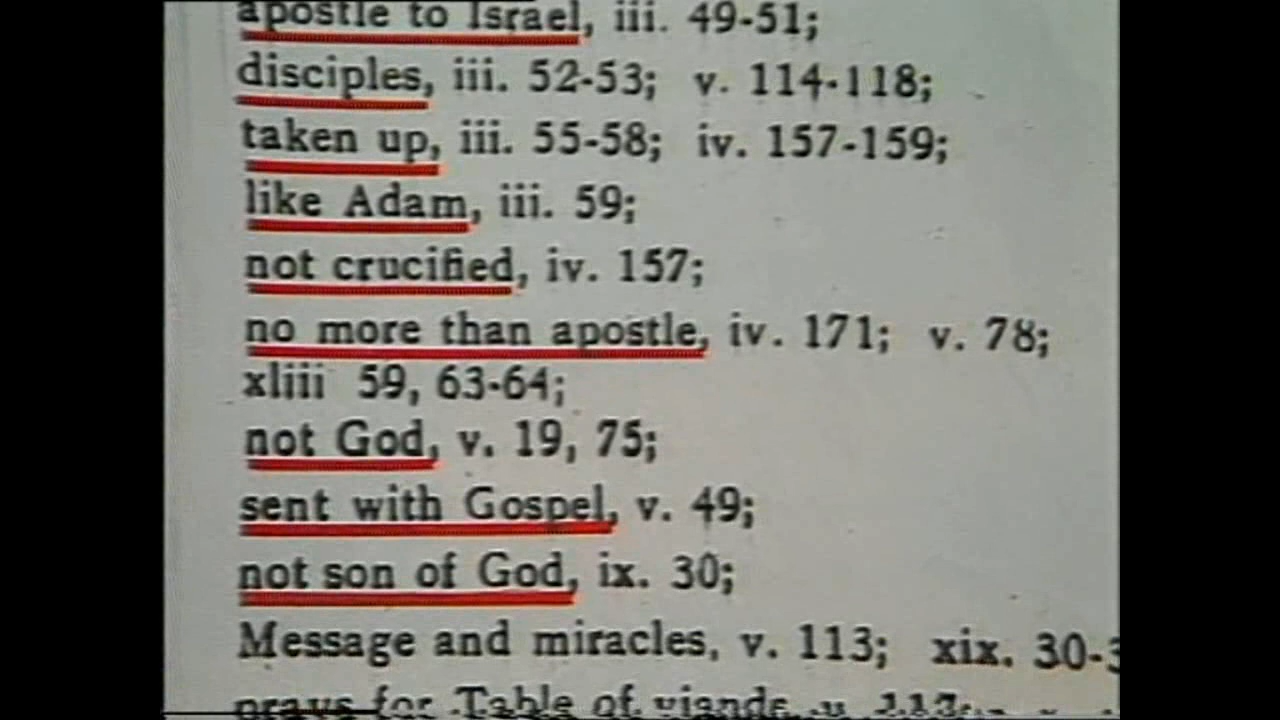 apostle to Israel, iii. 49-51;
disciples, iii. 52-53; v. 114-118;
taken up, iii. 55-58; iv. 157-159;
like Adam, iii. 59;
not crucified, iv. 157;
no more than apostle, iv. 171; v. 78;
xliii 59, 63-64;
not God, v. 19, 75;
sent with Gospel, v. 49;
not son of God, ix. 30;
Message and miracles, v. 113; xix. 30-3
prays for Table of viands,